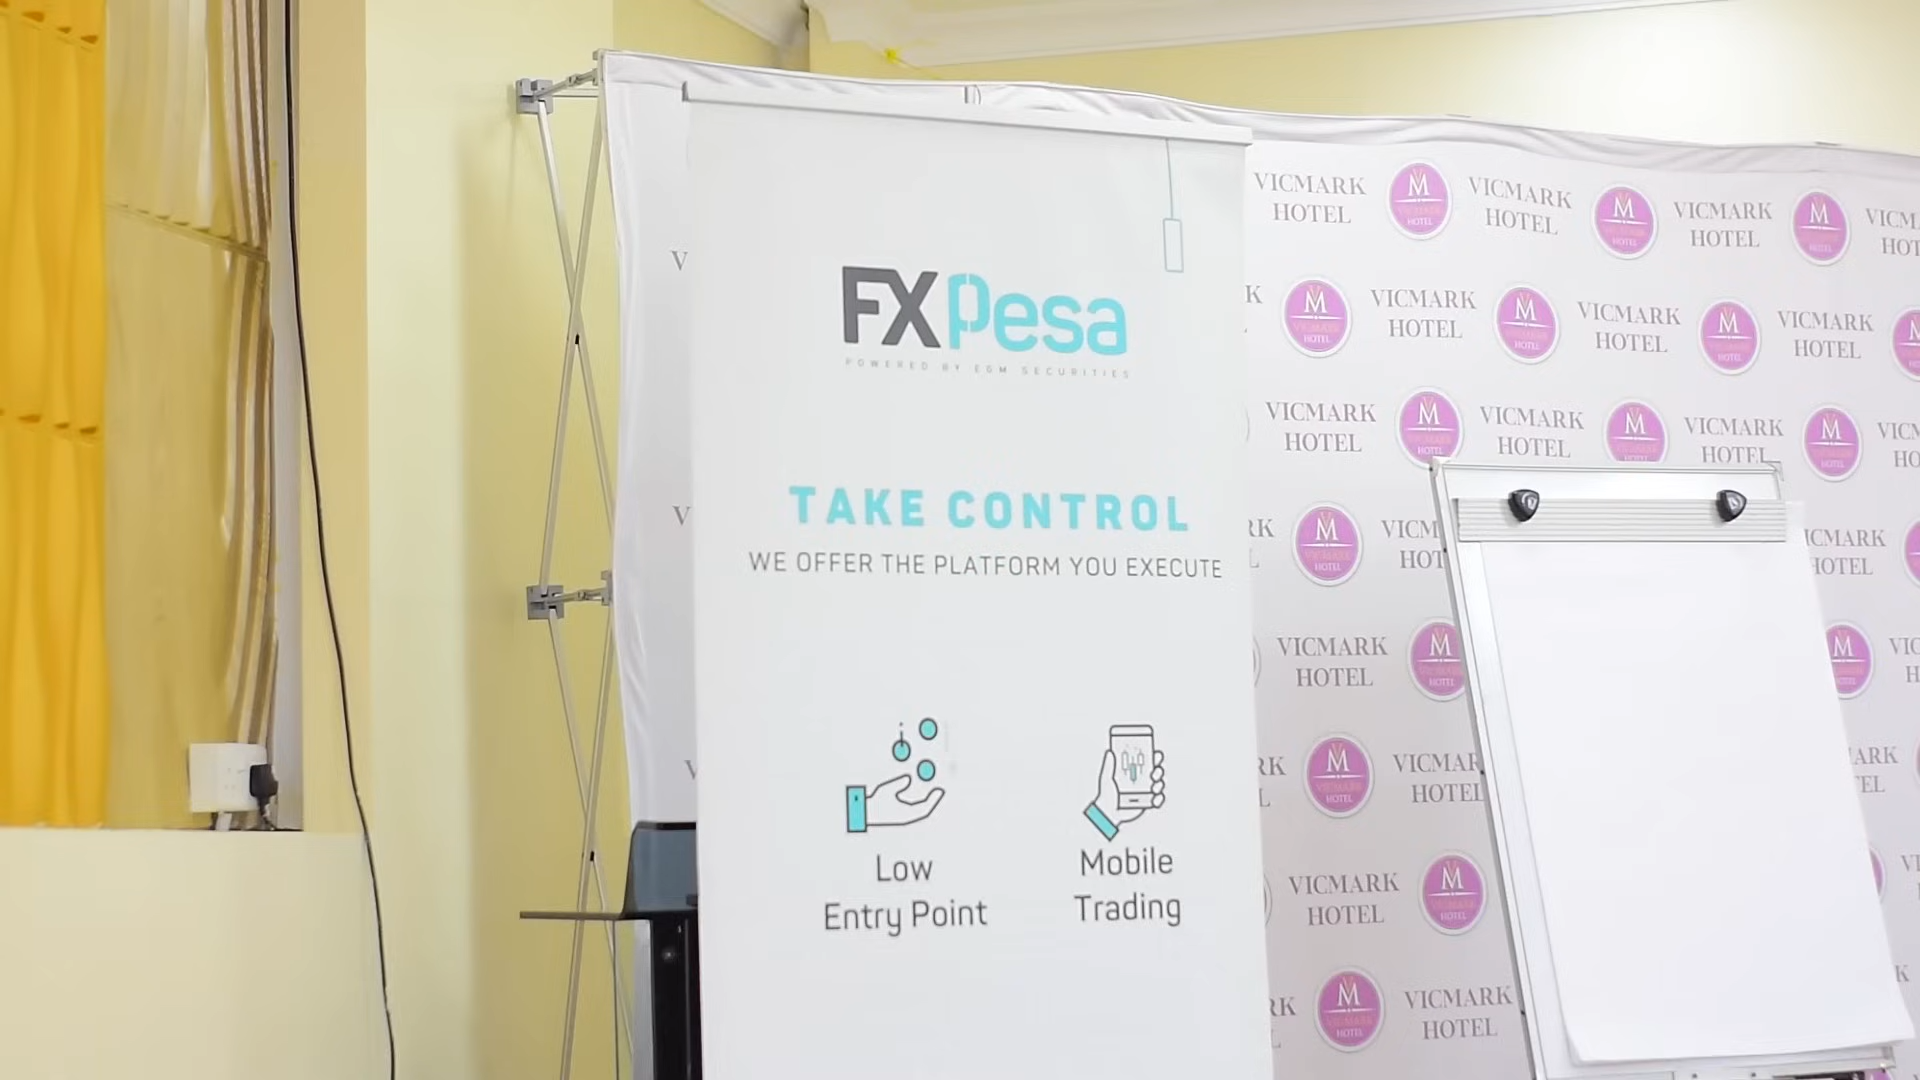 FXPesa
POWERED BY EGM SECURITIES
TAKE CONTROL
WE OFFER THE PLATFORM YOU EXECUTE
Low
Entry Point
Mobile
Trading
VICMARK
HOTEL
VICMARK
HOTEL
VICMARK
HOTEL
VICMARK
HOTEL
VICMARK
HOTEL
VICMARK
HOTEL
VICMARK
HOTEL
VICMARK
HOTEL
VICMARK
HOTEL
VICMARK
HOTEL
VICMARK
HOTEL
VICMARK
HOTEL